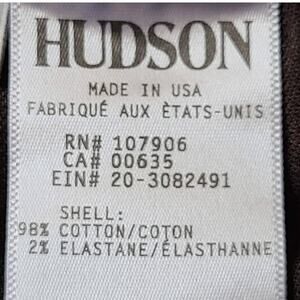 HUDSON
MADE IN USA
FABRIQUÉ AUX ÈTATS-UNIS
RN# 107906
CA# 00635
EIN# 20-3082491
SHELL:
98% COTTON/COTON
2% ELASTANE/ÉLASTHANNE